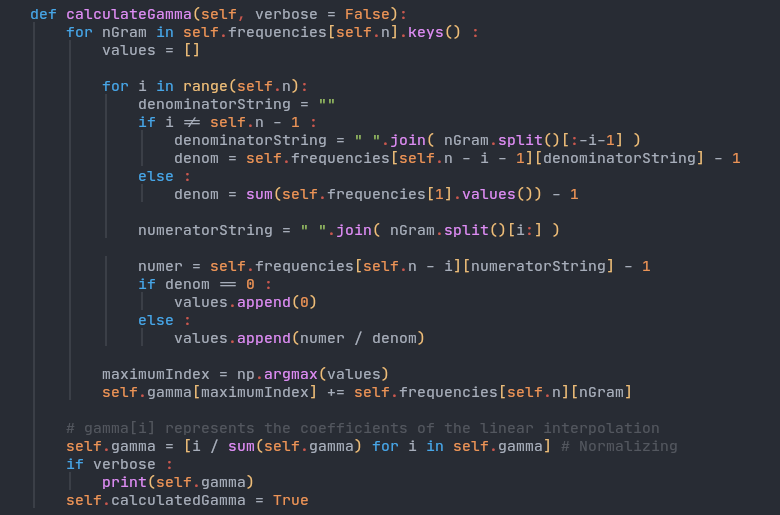 def calculateGamma(self, verbose = False):
    for nGram in self.frequencies[self.n].keys() :
        values = []

        for i in range(self.n):
            denominatorString = ""
            if i ≠ self.n - 1 :
                denominatorString = " ".join( nGram.split()[:-i-1] )
                denom = self.frequencies[self.n - i - 1][denominatorString] - 1
            else :
                denom = sum(self.frequencies[1].values()) - 1

            numeratorString = " ".join( nGram.split()[i:] )

            numer = self.frequencies[self.n - i][numeratorString] - 1
            if denom == 0 :
                values.append(0)
            else :
                values.append(numer / denom)

        maximumIndex = np.argmax(values)
        self.gamma[maximumIndex] += self.frequencies[self.n][nGram]

    # gamma[i] represents the coefficients of the linear interpolation
    self.gamma = [i / sum(self.gamma) for i in self.gamma] # Normalizing
    if verbose :
        print(self.gamma)
    self.calculatedGamma = True